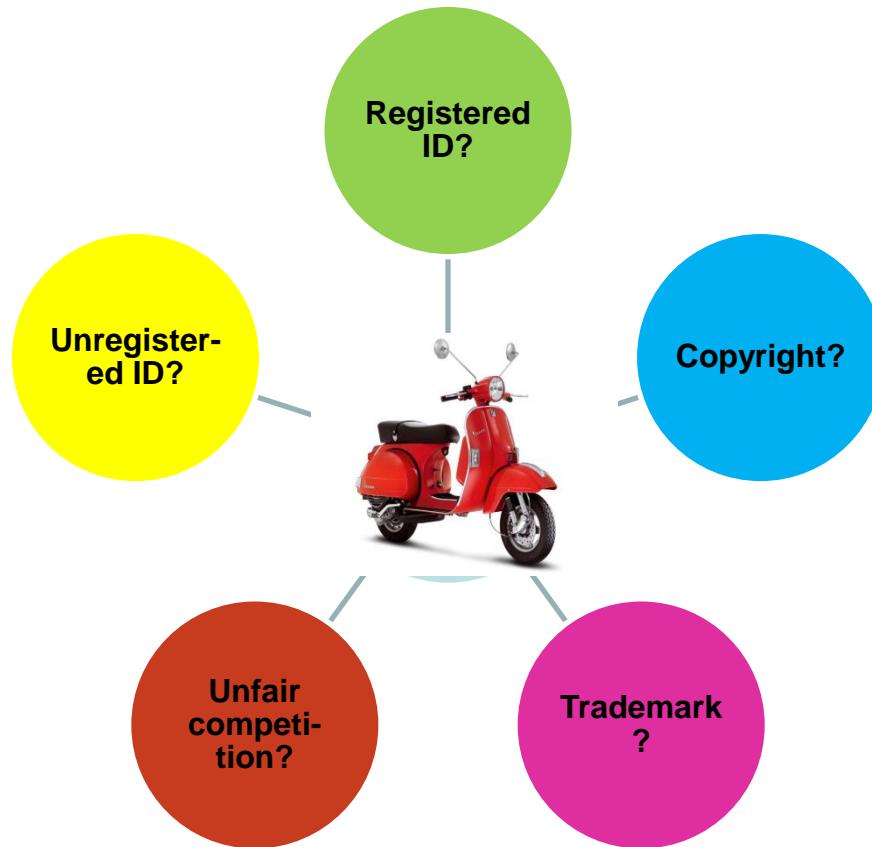 Registered
ID?
Unregister-
ed ID?
Copyright?
Unfair
competi-
tion?
Trademark
?